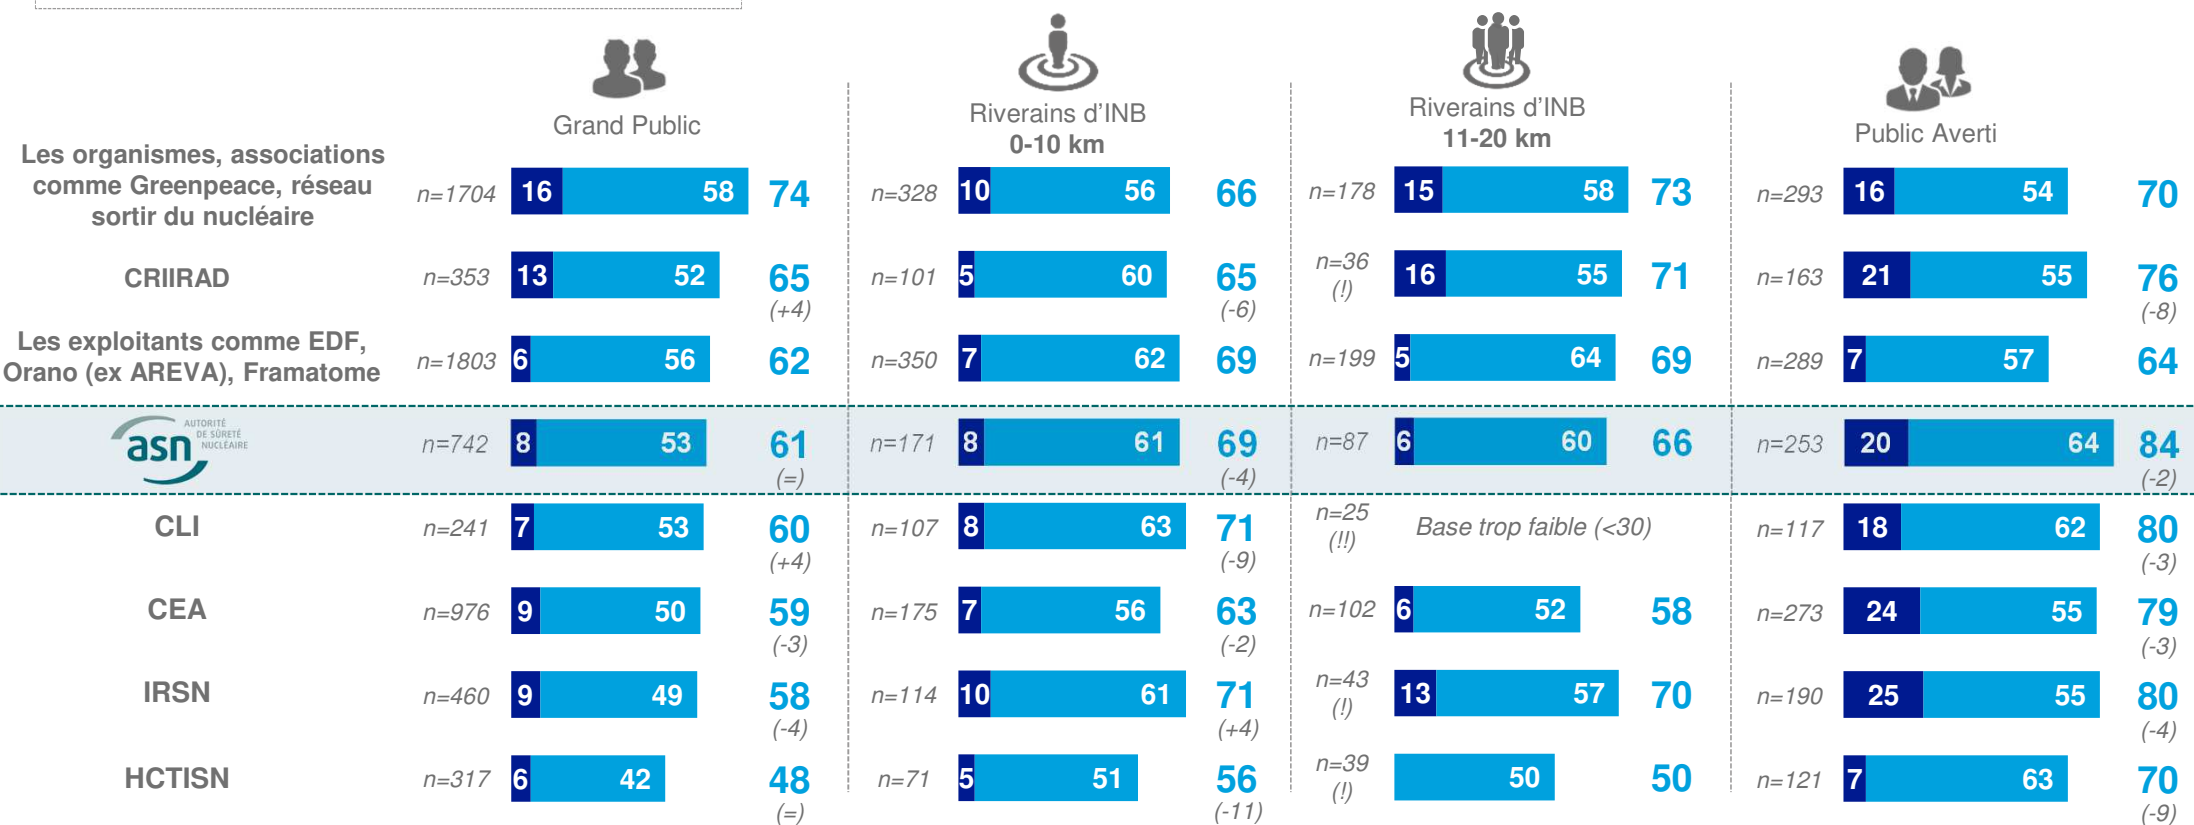 Grand Public
Riverains d'INB
0-10 km
Riverains d'INB
11-20 km
Public Averti
Les organismes, associations
comme Greenpeace, réseau
sortir du nucléaire
n=1704 16 58 74
n=328 10 56 66
n=178 15 58 73
n=293 16 54 70
CRIIRAD
n=353 13 52 65
(+4)
n=101 5 60 65
(-6)
n=36
(!)
16 55 71
n=163 21 55 76
(-8)
Les exploitants comme EDF,
Orano (ex AREVA), Framatome
n=1803 6 56 62
n=350 7 62 69
n=199 5 64 69
n=289 7 57 64
asn
AUTORITÉ
DE SÛRETÉ
NUCLÉAIRE
n=742 8 53 61
(=)
n=171 8 61 69
(-4)
n=87 6 60 66
n=253 20 64 84
(-2)
CLI
n=241 7 53 60
(+4)
n=107 8 63 71
(-9)
n=25
(!!)
Base trop faible (<30)
n=117 18 62 80
(-3)
CEA
n=976 9 50 59
(-3)
n=175 7 56 63
(-2)
n=102 6 52 58
n=273 24 55 79
(-3)
IRSN
n=460 9 49 58
(-4)
n=114 10 61 71
(+4)
n=43
(!)
13 57 70
n=190 25 55 80
(-4)
HCTISN
n=317 6 42 48
(=)
n=71 5 51 56
(-11)
n=39
(!)
50 50
n=121 7 63 70
(-9)